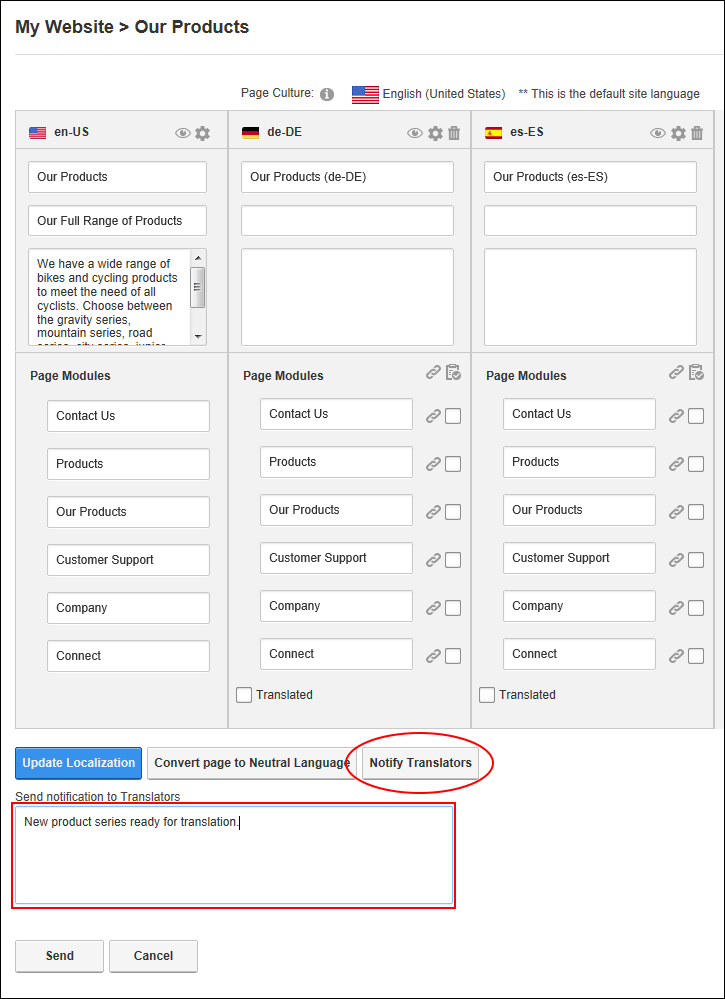 My Website > Our Products
Page Culture: English (United States) ** This is the default site language
en-US
de-DE
es-ES
Our Products
Our Products (de-DE)
Our Products (es-ES)
Our Full Range of Products
We have a wide range of
bikes and cycling products
to meet the need of all
cyclists. Choose between
the gravity series,
mountain series, road
series, city series, junior
Page Modules
Page Modules
Page Modules
Contact Us
Contact Us
Contact Us
Products
Products
Products
Our Products
Our Products
Our Products
Customer Support
Customer Support
Customer Support
Company
Company
Company
Connect
Connect
Connect
Translated
Translated
Update Localization
Convert page to Neutral Language
Notify Translators
Send notification to Translators
New product series ready for translation.
Send
Cancel